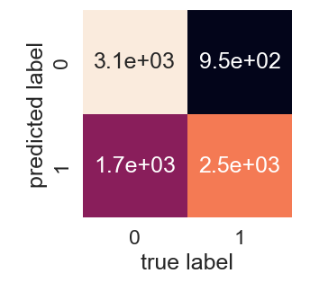 predicted label
0
3.1e+03 9.5e+02
1
1.7e+03 2.5e+03
0 1
true label